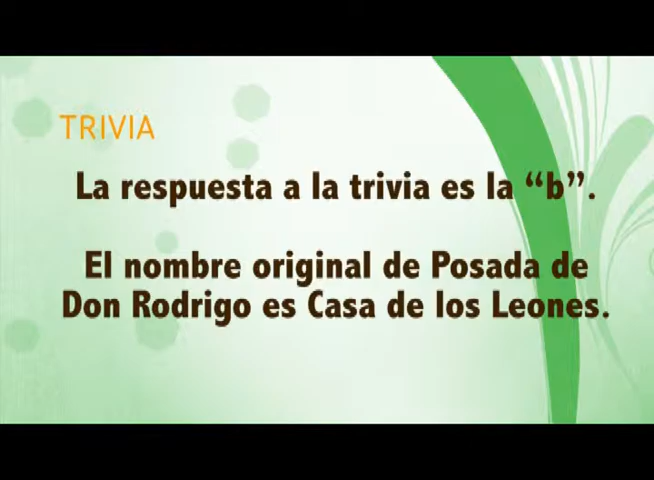 TRIVIA
La respuesta a la trivia es la “b”.
El nombre original de Posada de
Don Rodrigo es Casa de los Leones.